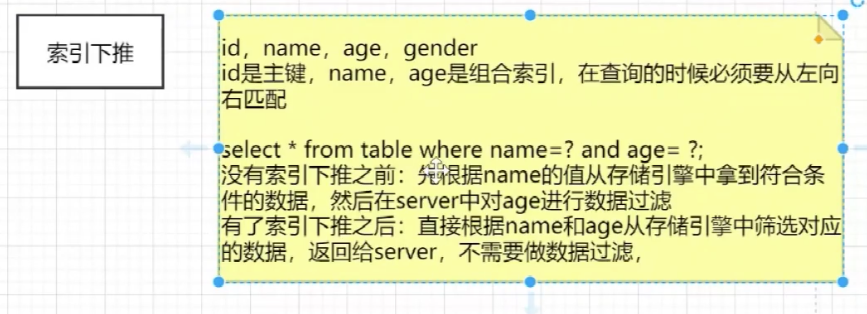 索引下推
id，name，age，gender
id是主键，name，age是组合索引，在查询的时候必须要从左向
右匹配
select * from table where name=? and age= ?;
没有索引下推之前：先根据name的值从存储引擎中拿到符合条
件的数据，然后在server中对age进行数据过滤
有了索引下推之后：直接根据name和age从存储引擎中筛选对应
的数据，返回给server，不需要做数据过滤，